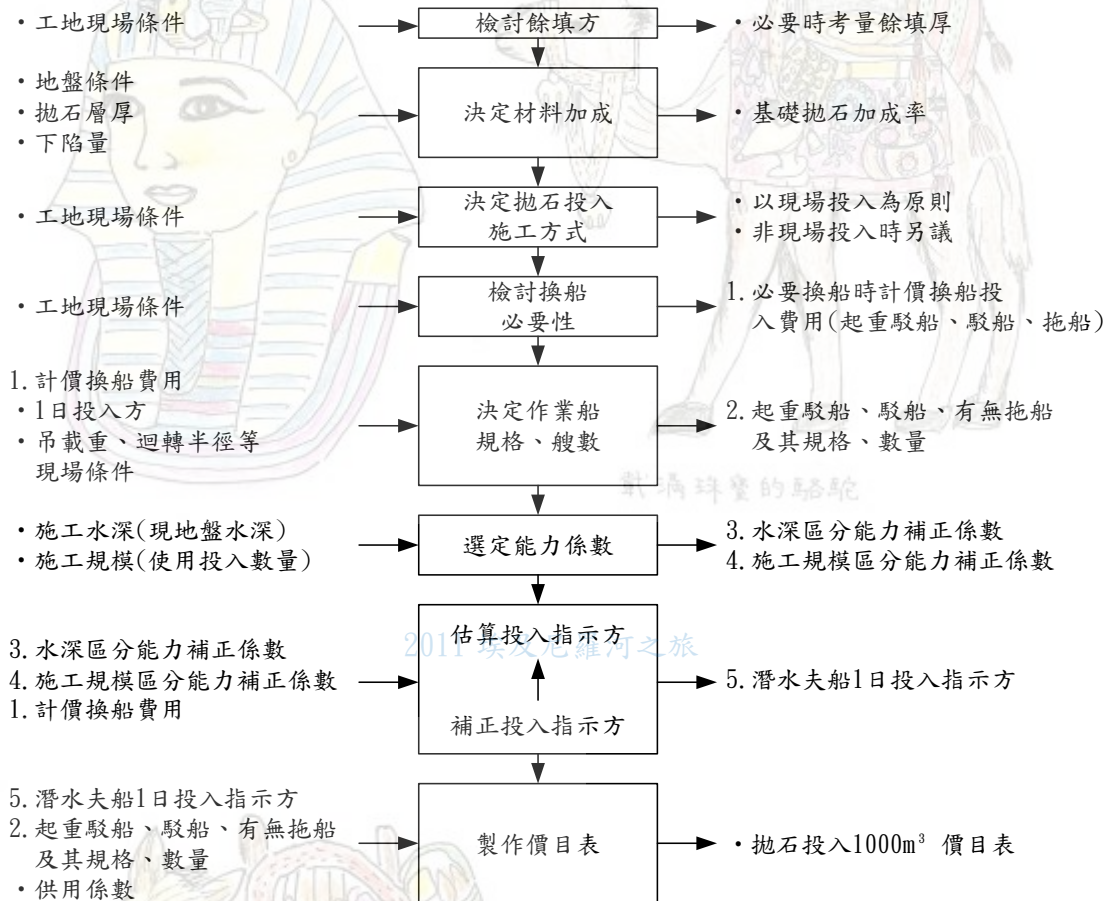 ・工地現場條件
檢討餘填方
・必要時考量餘填厚
・地盤條件
・拋石層厚
・下陷量
決定材料加成
・基礎拋石加成率
・工地現場條件
決定拋石投入
施工方式
・以現場投入為原則
・非現場投入時另議
・工地現場條件
檢討換船
必要性
1.必要換船時計價換船投
入費用(起重駁船、駁船、拖船)
1.計價換船費用
・1日投入方
・吊載重、迴轉半徑等
現場條件
決定作業船
規格、艘數
2.起重駁船、駁船、有無拖船
及其規格、數量
戴滿珠寶的駱駝
・施工水深(現地盤水深)
・施工規模(使用投入數量)
選定能力係數
3.水深區分能力補正係數
4.施工規模區分能力補正係數
3.水深區分能力補正係數
4.施工規模區分能力補正係數
1.計價換船費用
估算投入指示方
2011 埃及尼羅河之旅
補正投入指示方
5.潛水夫船1日投入指示方
5.潛水夫船1日投入指示方
2.起重駁船、駁船、有無拖船
及其規格、數量
・供用係數
製作價目表
・拋石投入1000m³ 價目表